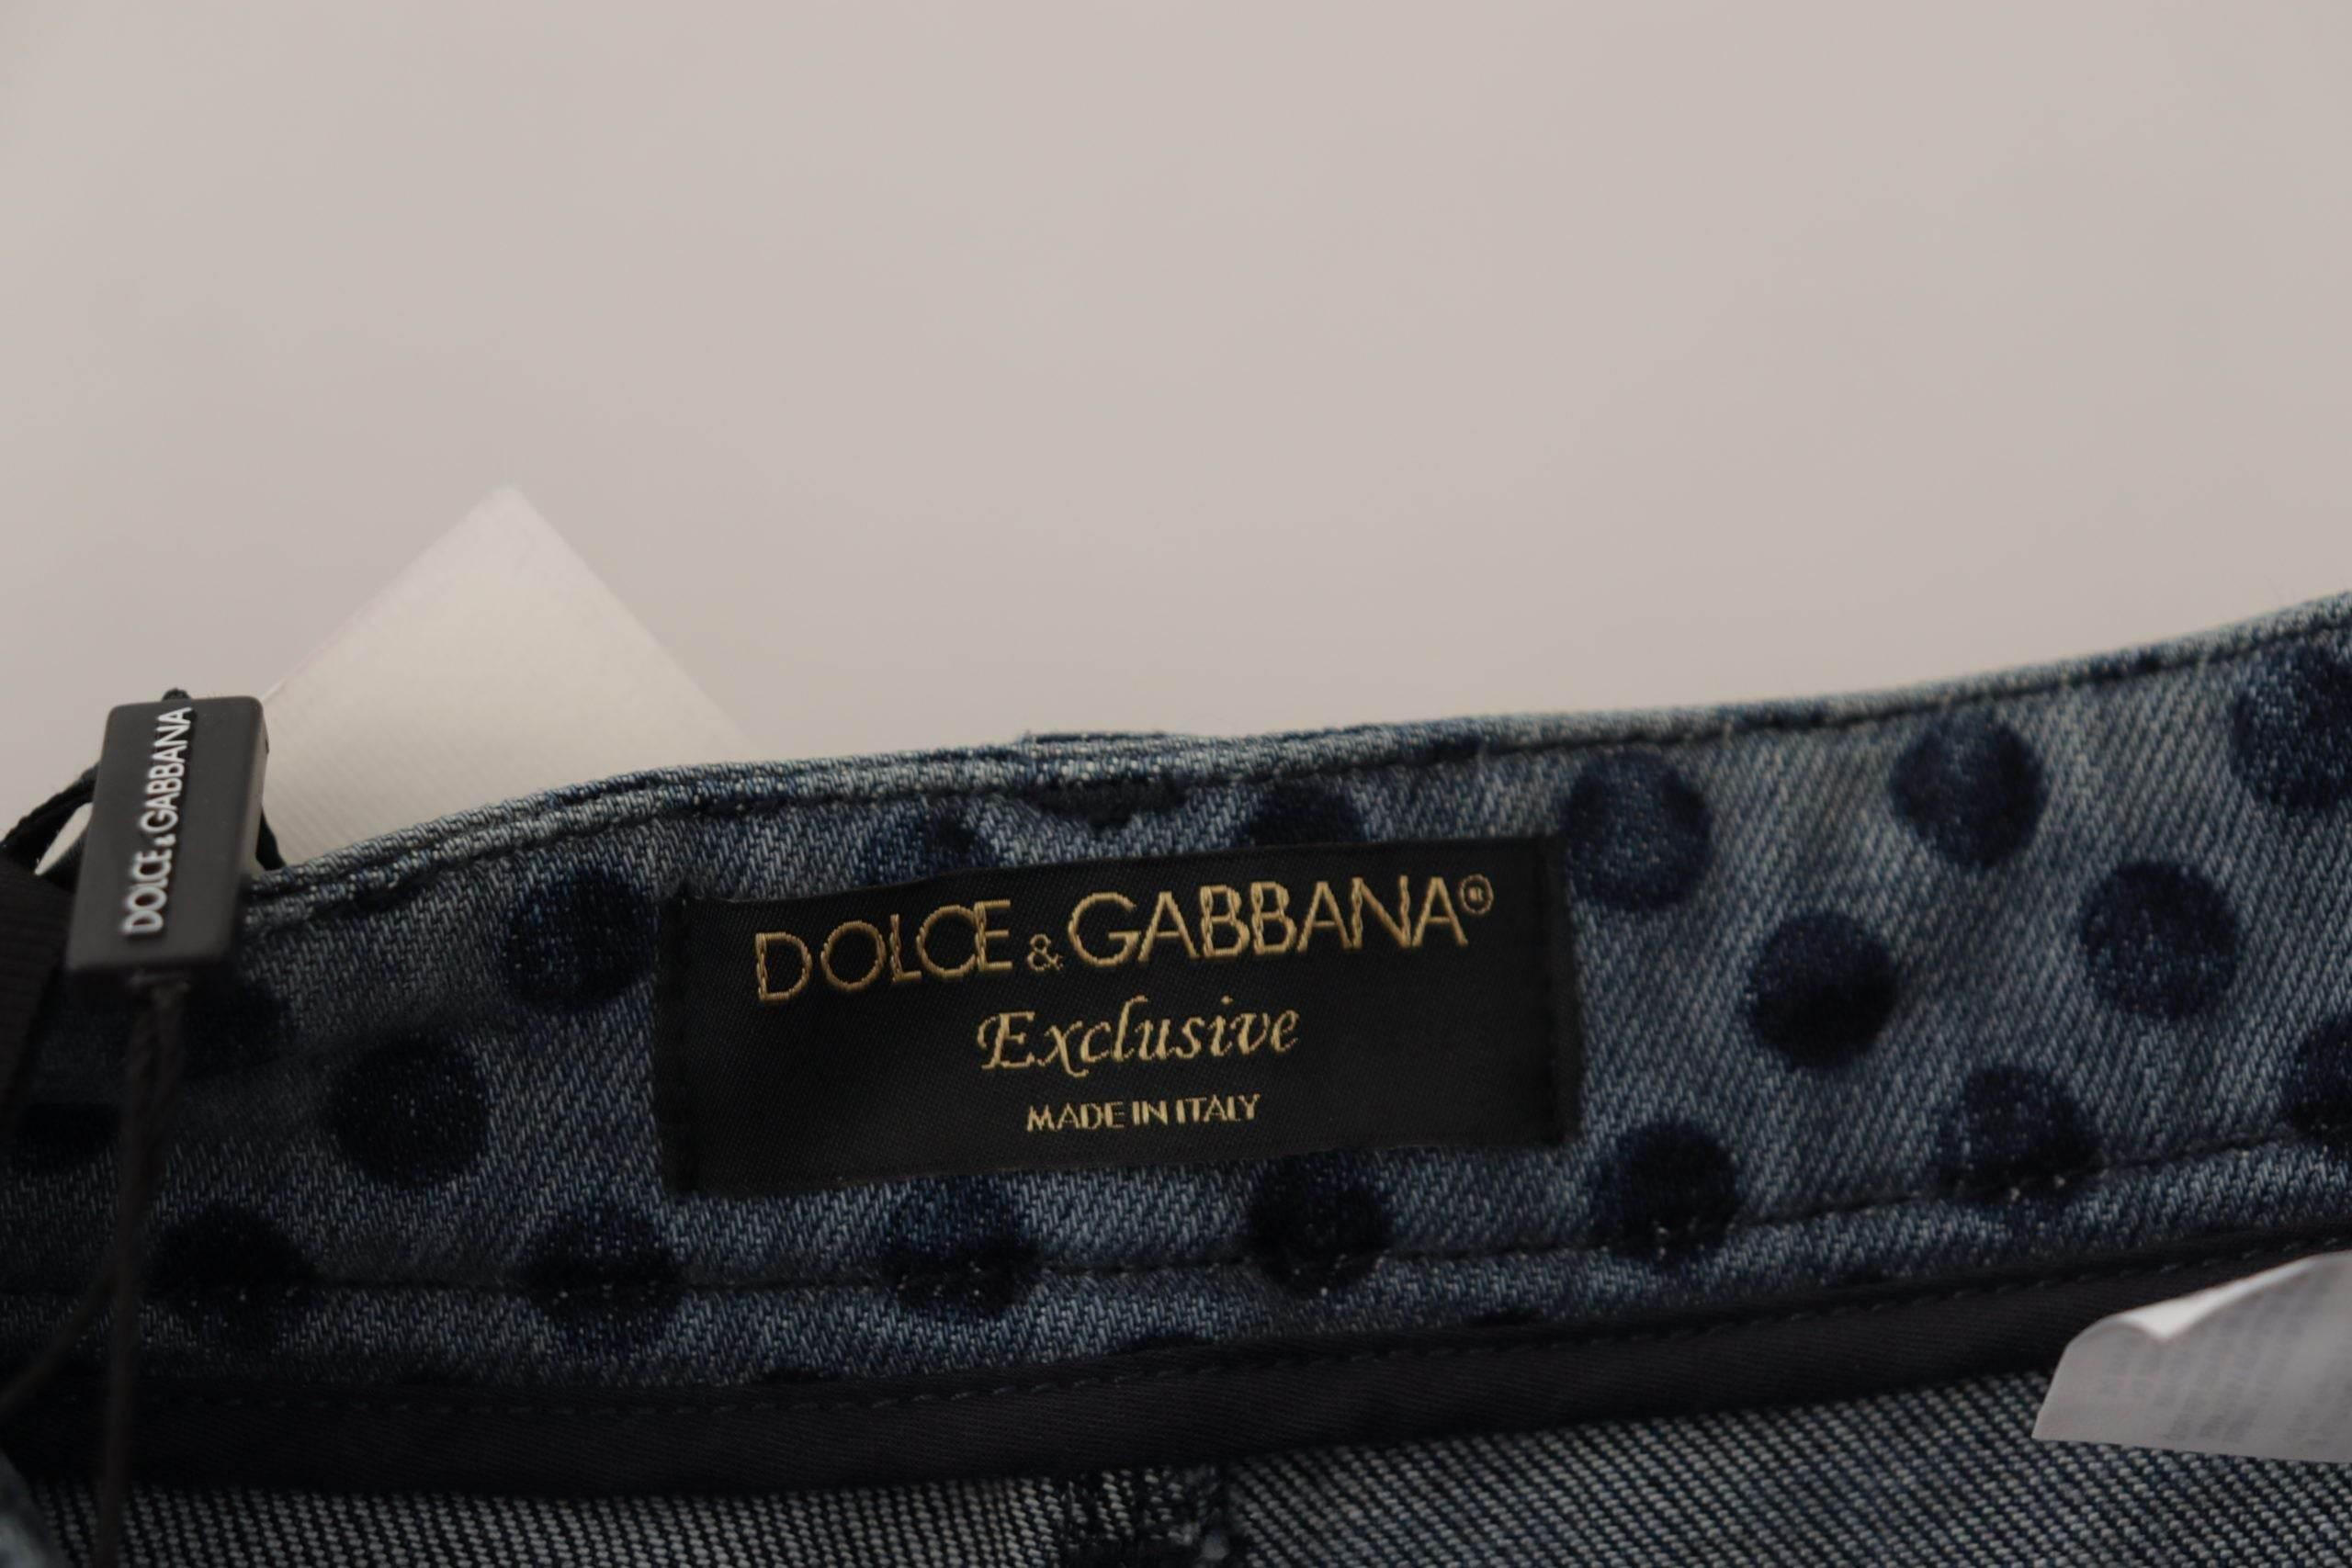 DOLCE & GABBANA
DOLCE & GABBANA®
Exclusive
MADE IN ITALY